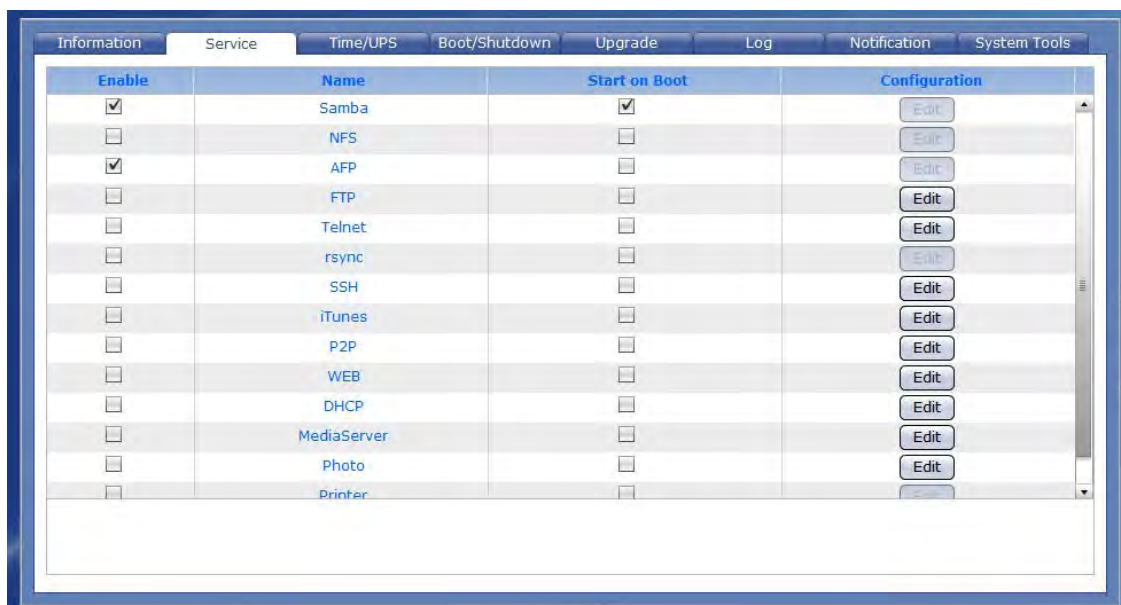 Information Service Time/UPS Boot/Shutdown Upgrade Log Notification System Tools
Enable Name Start on Boot Configuration
Samba Edit
NFS Edit
AFP Edit
FTP Edit
Telnet Edit
rsync Edit
SSH Edit
iTunes Edit
P2P Edit
WEB Edit
DHCP Edit
MediaServer Edit
Photo Edit
Printer Edit